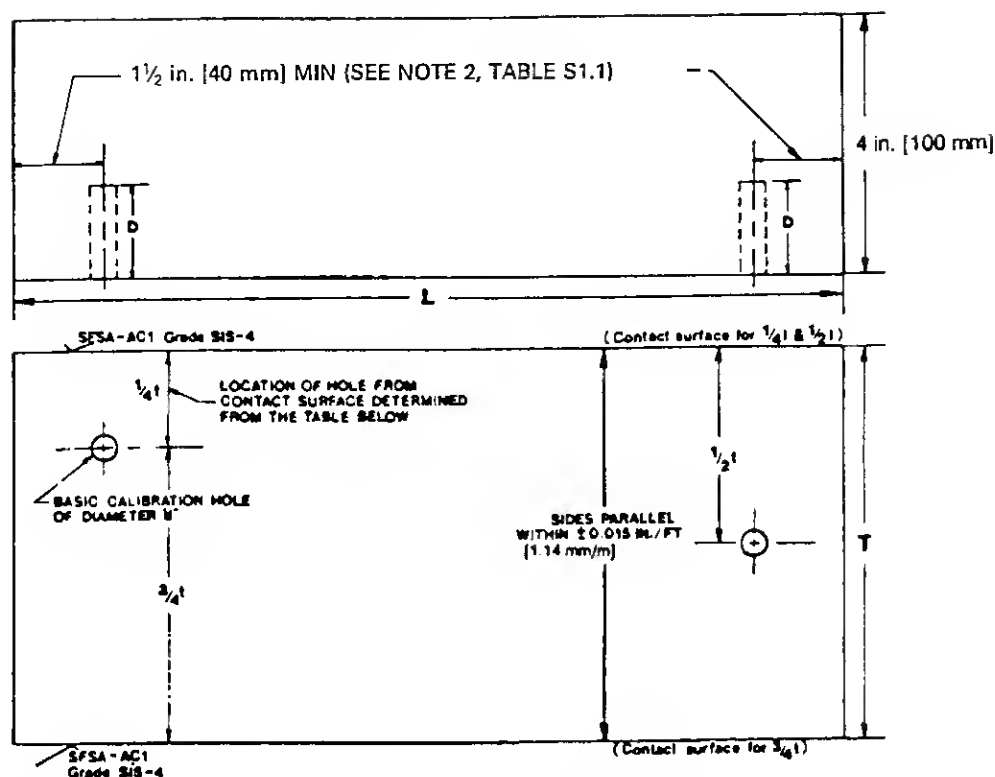 1½ in. [40 mm] MIN (SEE NOTE 2, TABLE S1.1)
4 in. [100 mm]
D
D
L
SFSA-AC1 Grade SIS-4
(Contact surface for ¼t & ½t)
¼t
LOCATION OF HOLE FROM
CONTACT SURFACE DETERMINED
FROM THE TABLE BELOW
½t
BASIC CALIBRATION HOLE
OF DIAMETER
SIDES PARALLEL
WITHIN ±0.015 IN./FT
[1.14 mm/m]
T
¾t
SFSA-AC1
Grade SIS-4
(Contact surface for ¾t)